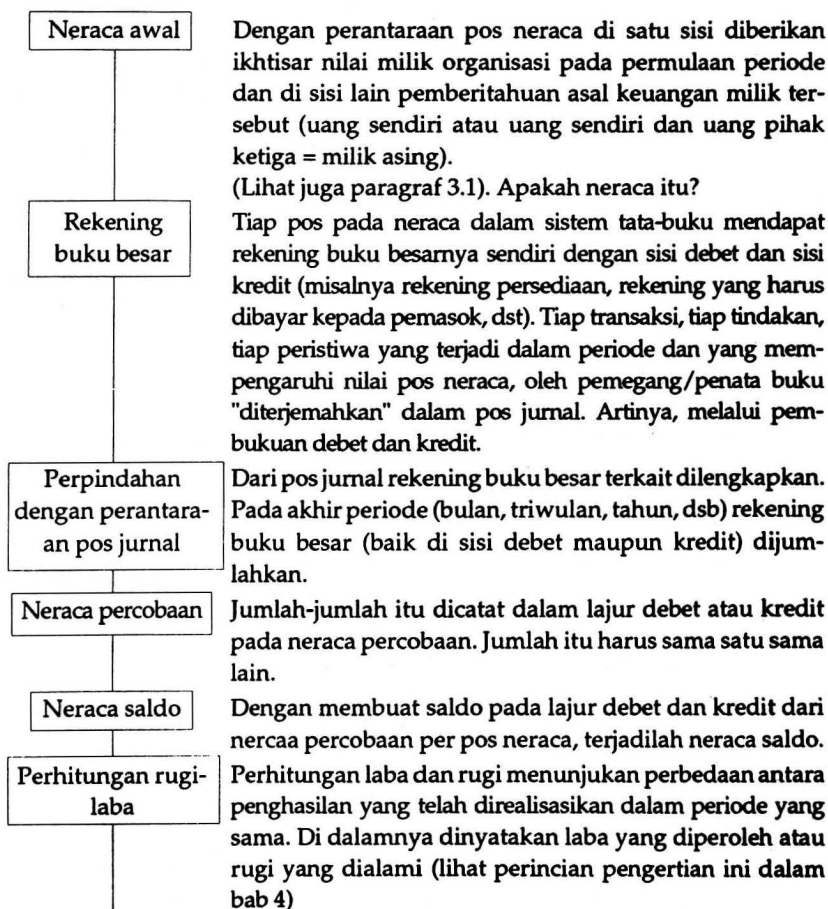 Neraca awal
Dengan perantaraan pos neraca di satu sisi diberikan
ikhtisar nilai milik organisasi pada permulaan periode
dan di sisi lain pemberitahuan asal keuangan milik ter-
sebut (uang sendiri atau uang sendiri dan uang pihak
ketiga = milik asing).
(Lihat juga paragraf 3.1). Apakah neraca itu?
Rekening
buku besar
Tiap pos pada neraca dalam sistem tata-buku mendapat
rekening buku besarnya sendiri dengan sisi debet dan sisi
kredit (misalnya rekening persediaan, rekening yang harus
dibayar kepada pemasok, dst). Tiap transaksi, tiap tindakan,
tiap peristiwa yang terjadi dalam periode dan yang mem-
pengaruhi nilai pos neraca, oleh pemegang/penata buku
"diterjemahkan" dalam pos jurnal. Artinya, melalui pem-
bukuan debet dan kredit.
Perpindahan
dengan perantara-
an pos jurnal
Dari pos jurnal rekening buku besar terkait dilengkapkan.
Pada akhir periode (bulan, triwulan, tahun, dsb) rekening
buku besar (baik di sisi debet maupun kredit) dijum-
lahkan.
Neraca percobaan
Jumlah-jumlah itu dicatat dalam lajur debet atau kredit
pada neraca percobaan. Jumlah itu harus sama satu sama
lain.
Neraca saldo
Dengan membuat saldo pada lajur debet dan kredit dari
nercaa percobaan per pos neraca, terjadilah neraca saldo.
Perhitungan rugi-
laba
Perhitungan laba dan rugi menunjukan perbedaan antara
penghasilan yang telah direalisasikan dalam periode yang
sama. Di dalamnya dinyatakan laba yang diperoleh atau
rugi yang dialami (lihat perincian pengertian ini dalam
bab 4)